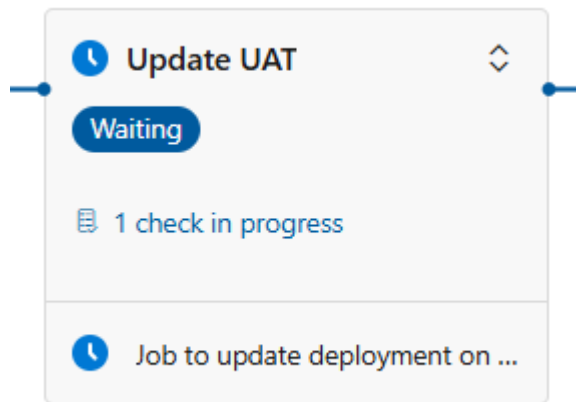 Update UAT
Waiting
1 check in progress
Job to update deployment on ...